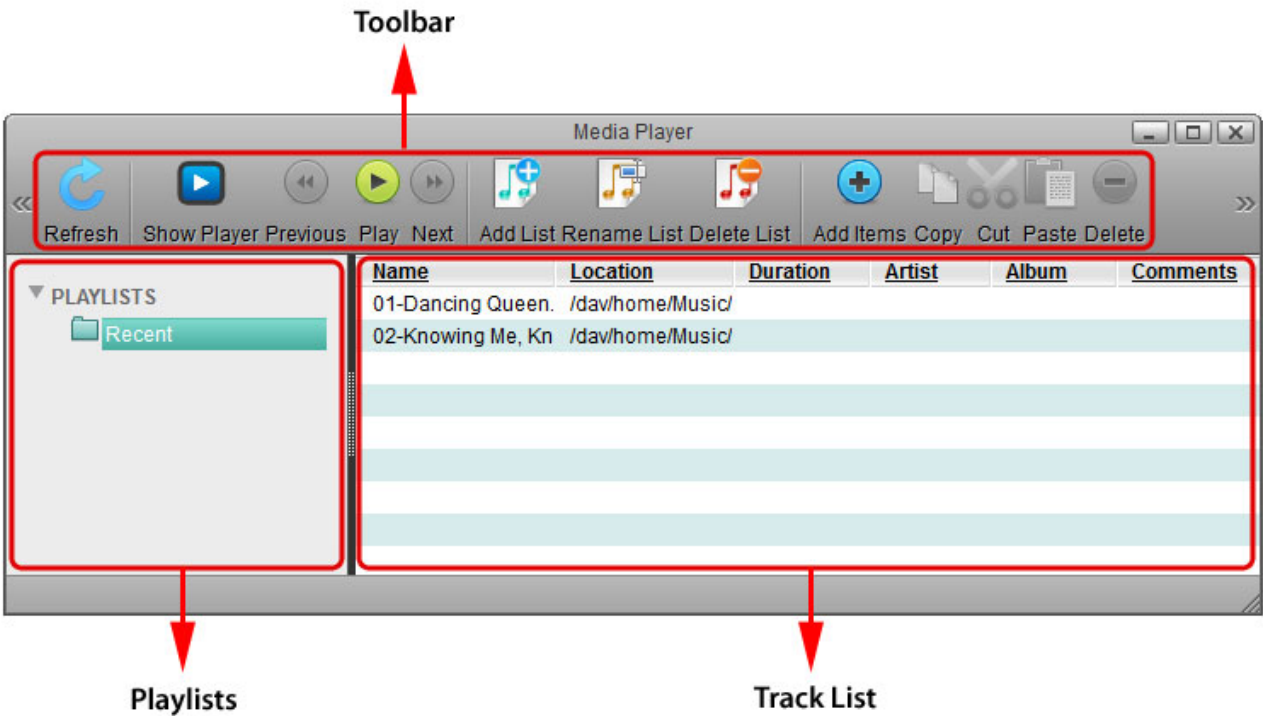 Toolbar
Media Player
Refresh Show Player Previous Play Next Add List Rename List Delete List Add Items Copy Cut Paste Delete
PLAYLISTS
Recent
Name Location Duration Artist Album Comments
01-Dancing Queen. /dav/home/Music/
02-Knowing Me, Kn /dav/home/Music/
Playlists
Track List